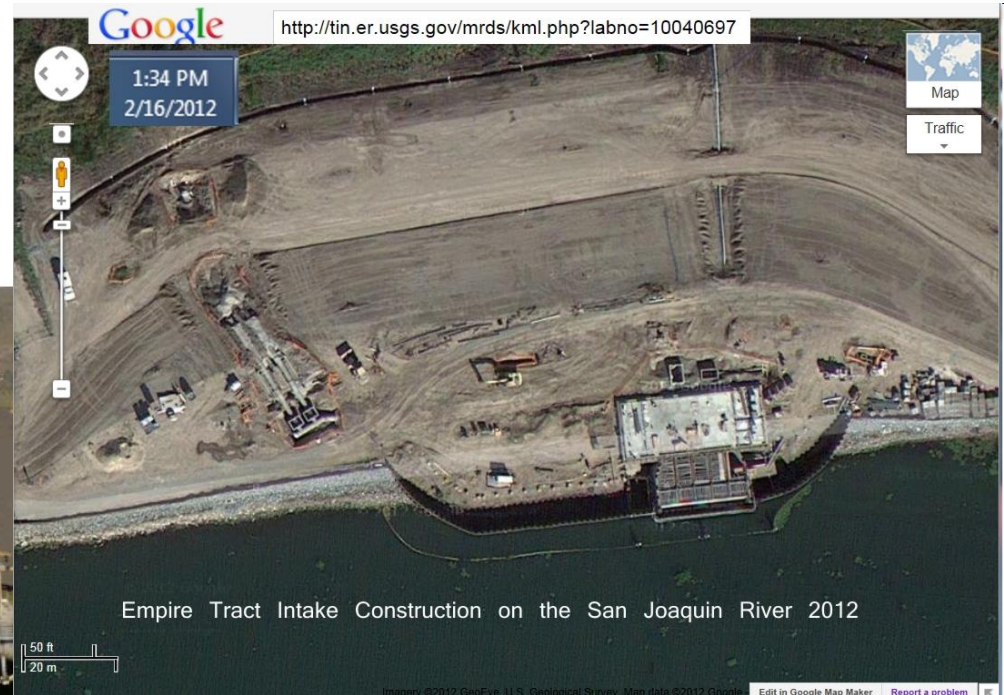 Google
http://tin.er.usgs.gov/mrds/kml.php?labno=10040697
1:34 PM
2/16/2012
Map
Traffic
Empire Tract Intake Construction on the San Joaquin River 2012
50 ft
20 m
Imagery ©2012 GeoEye, U.S. Geological Survey, Map data ©2012 Google -
Edit in Google Map Maker
Report a problem